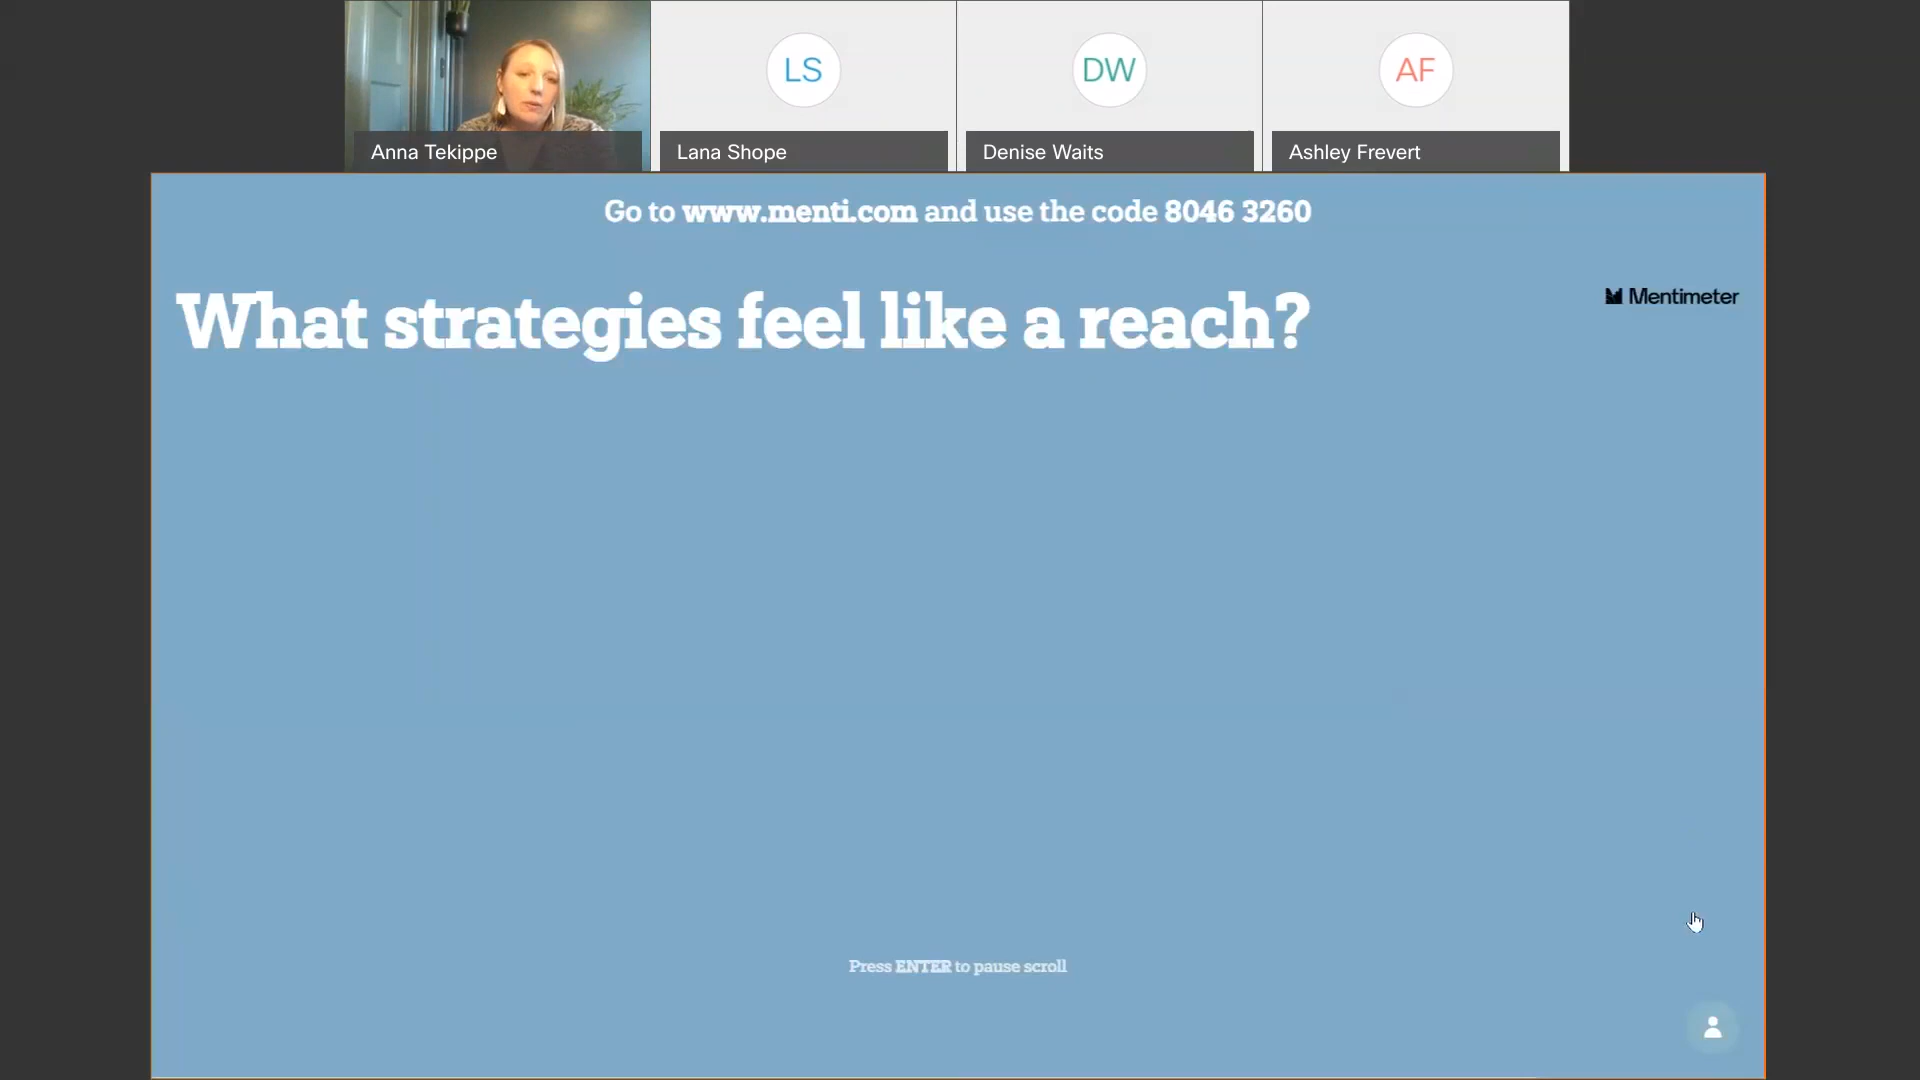 LS
DW
AF
Anna Tekippe
Lana Shope
Denise Waits
Ashley Frevert
Go to www.menti.com and use the code 8046 3260
What strategies feel like a reach?
Mentimeter
Press ENTER to pause scroll